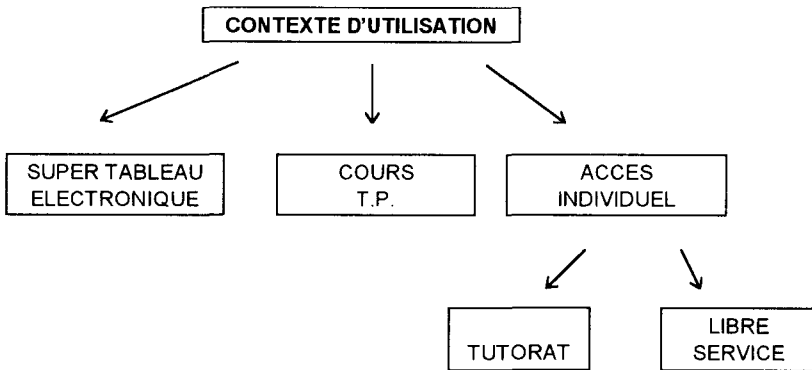 CONTEXTE D'UTILISATION
SUPER TABLEAU
ELECTRONIQUE
COURS
T.P.
ACCES
INDIVIDUEL
TUTORAT
LIBRE
SERVICE